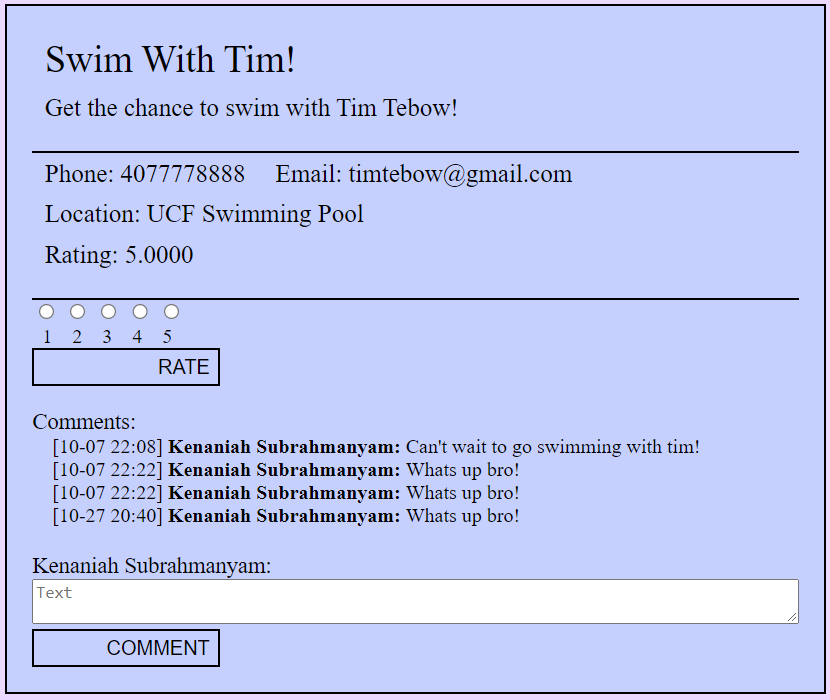 Swim With Tim!
Get the chance to swim with Tim Tebow!
Phone: 4077778888 Email: timtebow@gmail.com
Location: UCF Swimming Pool
Rating: 5.0000
1 2 3 4 5
RATE
Comments:
[10-07 22:08] Kenaniah Subrahmanyam: Can't wait to go swimming with tim!
[10-07 22:22] Kenaniah Subrahmanyam: Whats up bro!
[10-07 22:22] Kenaniah Subrahmanyam: Whats up bro!
[10-27 20:40] Kenaniah Subrahmanyam: Whats up bro!
Kenaniah Subrahmanyam:
Text
COMMENT